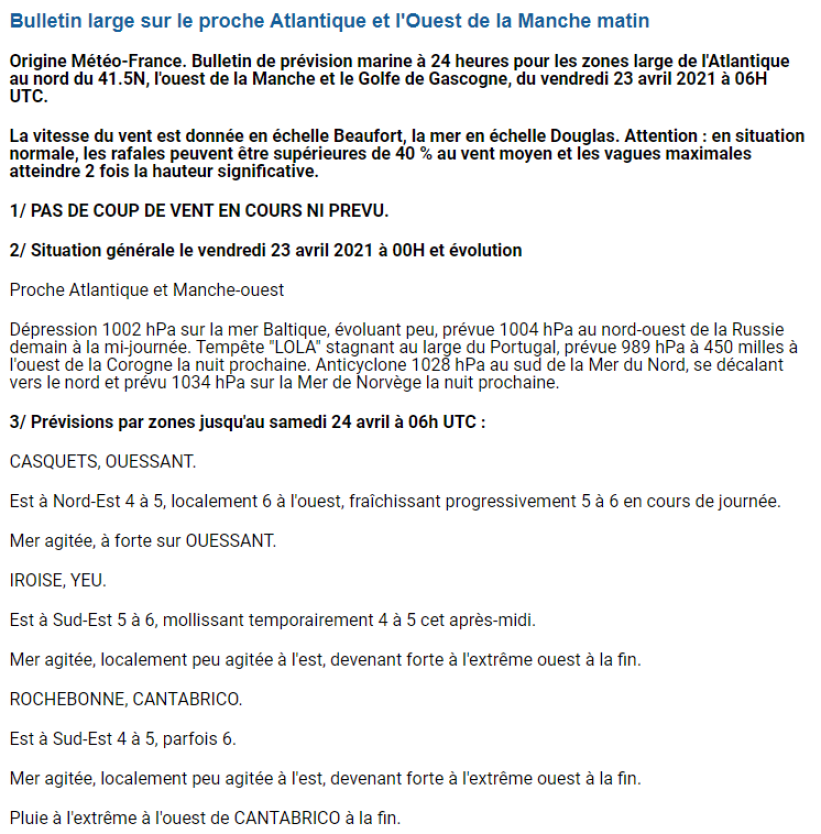 Bulletin large sur le proche Atlantique et l'Ouest de la Manche matin
Origine Météo-France. Bulletin de prévision marine à 24 heures pour les zones large de l'Atlantique
au nord du 41.5N, l'ouest de la Manche et le Golfe de Gascogne, du vendredi 23 avril 2021 à 06H
UTC.
La vitesse du vent est donnée en échelle Beaufort, la mer en échelle Douglas. Attention : en situation
normale, les rafales peuvent être supérieures de 40 % au vent moyen et les vagues maximales
atteindre 2 fois la hauteur significative.
1/ PAS DE COUP DE VENT EN COURS NI PREVU.
2/ Situation générale le vendredi 23 avril 2021 à 00H et évolution
Proche Atlantique et Manche-ouest
Dépression 1002 hPa sur la mer Baltique, évoluant peu, prévue 1004 hPa au nord-ouest de la Russie
demain à la mi-journée. Tempête "LOLA" stagnant au large du Portugal, prévue 989 hPa à 450 milles à
l'ouest de la Corogne la nuit prochaine. Anticyclone 1028 hPa au sud de la Mer du Nord, se décalant
vers le nord et prévu 1034 hPa sur la Mer de Norvège la nuit prochaine.
3/ Prévisions par zones jusqu'au samedi 24 avril à 06h UTC :
CASQUETS, OUESSANT.
Est à Nord-Est 4 à 5, localement 6 à l'ouest, fraîchissant progressivement 5 à 6 en cours de journée.
Mer agitée, à forte sur OUESSANT.
IROISE, YEU.
Est à Sud-Est 5 à 6, mollissant temporairement 4 à 5 cet après-midi.
Mer agitée, localement peu agitée à l'est, devenant forte à l'extrême ouest à la fin.
ROCHEBONNE, CANTABRICO.
Est à Sud-Est 4 à 5, parfois 6.
Mer agitée, localement peu agitée à l'est, devenant forte à l'extrême ouest à la fin.
Pluie à l'extrême à l'ouest de CANTABRICO à la fin.